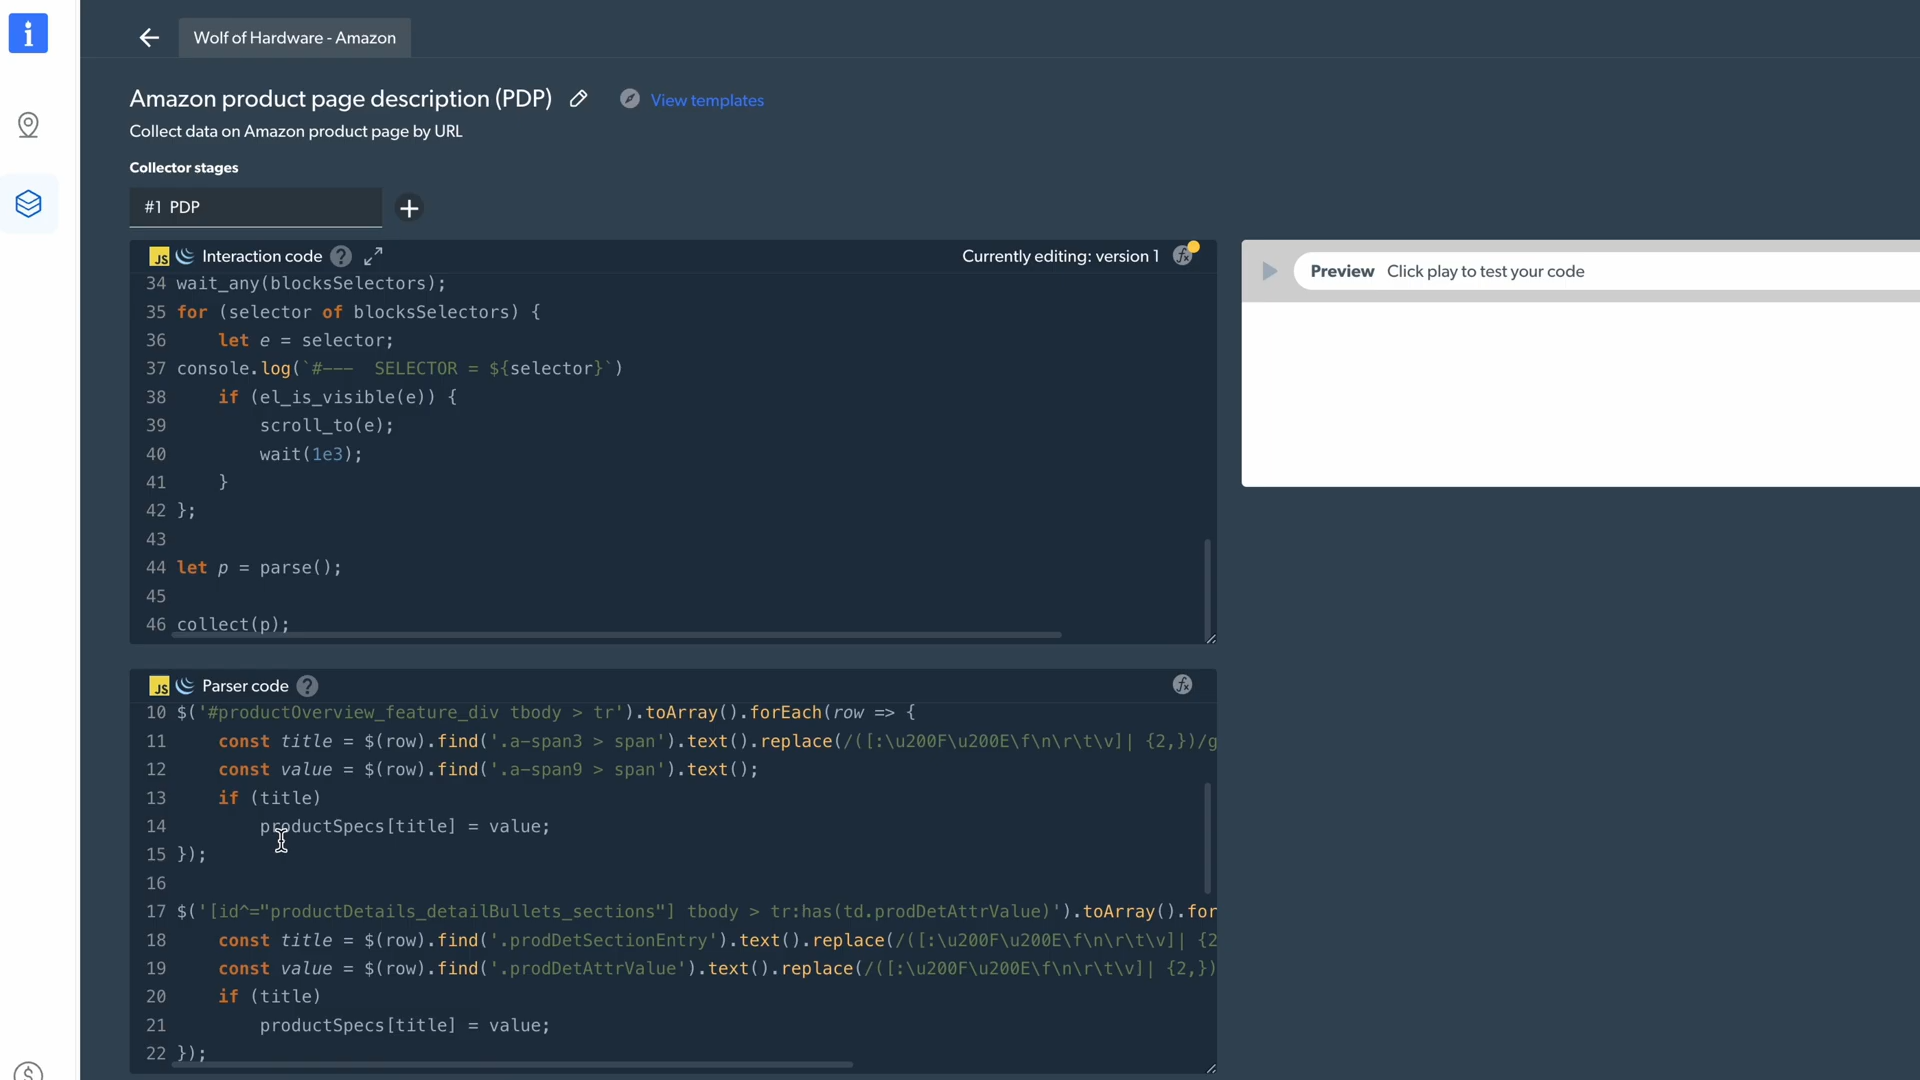 Wolf of Hardware - Amazon
Amazon product page description (PDP) View templates
Collect data on Amazon product page by URL
Collector stages
#1 PDP
JS Interaction code ? Currently editing: version 1 fx
34 wait_any(blocksSelectors);
35 for (selector of blocksSelectors) {
36     let e = selector;
37 console.log(`#---  SELECTOR = ${selector}`)
38     if (el_is_visible(e)) {
39         scroll_to(e);
40         wait(1e3);
41     }
42 };
43
44 let p = parse();
45
46 collect(p);
Preview Click play to test your code
JS Parser code ? fx
10 $('#productOverview_feature_div tbody > tr').toArray().forEach(row => {
11     const title = $(row).find('.a-span3 > span').text().replace(/([:\u200F\u200E\f\n\r\t\v]| {2,})/g
12     const value = $(row).find('.a-span9 > span').text();
13     if (title)
14         productSpecs[title] = value;
15 });
16
17 $('[id^="productDetails_detailBullets_sections"] tbody > tr:has(td.prodDetAttrValue)').toArray().for
18     const title = $(row).find('.prodDetSectionEntry').text().replace(/([:\u200F\u200E\f\n\r\t\v]| {2
19     const value = $(row).find('.prodDetAttrValue').text().replace(/([:\u200F\u200E\f\n\r\t\v]| {2,})
20     if (title)
21         productSpecs[title] = value;
22 });